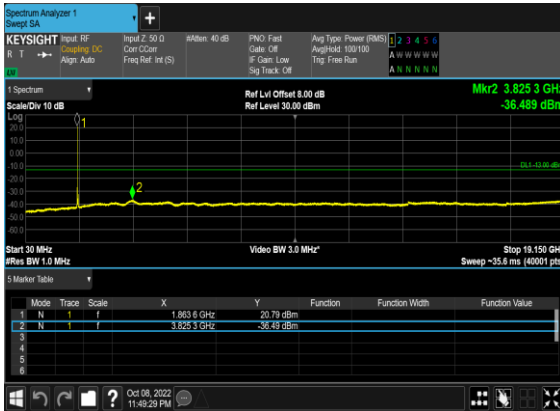 Spectrum Analyzer 1
Swept SA
+
KEYSIGHT Input: RF Input Z: 50 Ω #Atten: 40 dB PNO: Fast Avg Type: Power (RMS) 1 2 3 4 5 6
R T Coupling: DC Corr CCorr Gate: Off Avg|Hold: 100/100 A W W W W W
Align: Auto Freq Ref: Int (S) IF Gain: Low Trig: Free Run
Sig Track: Off A N N N N N
1 Spectrum
Ref Lvl Offset 8.00 dB Mkr2 3.825 3 GHz
Scale/Div 10 dB Ref Level 30.00 dBm -36.489 dBm
Log
1
20.0
10.0
0.00
-10.0
DL1 -13.00 dBm
-20.0
-30.0
2
-40.0
-50.0
-60.0
Start 30 MHz Video BW 3.0 MHz* Stop 19.150 GH
#Res BW 1.0 MHz Sweep ~35.6 ms (40001 pts
5 Marker Table
Mode Trace Scale X Y Function Function Width Function Value
1 N 1 f 1.863 6 GHz 20.79 dBm
2 N 1 f 3.825 3 GHz -36.49 dBm
3
4
5
6
? Oct 08, 2022
11:49:29 PM